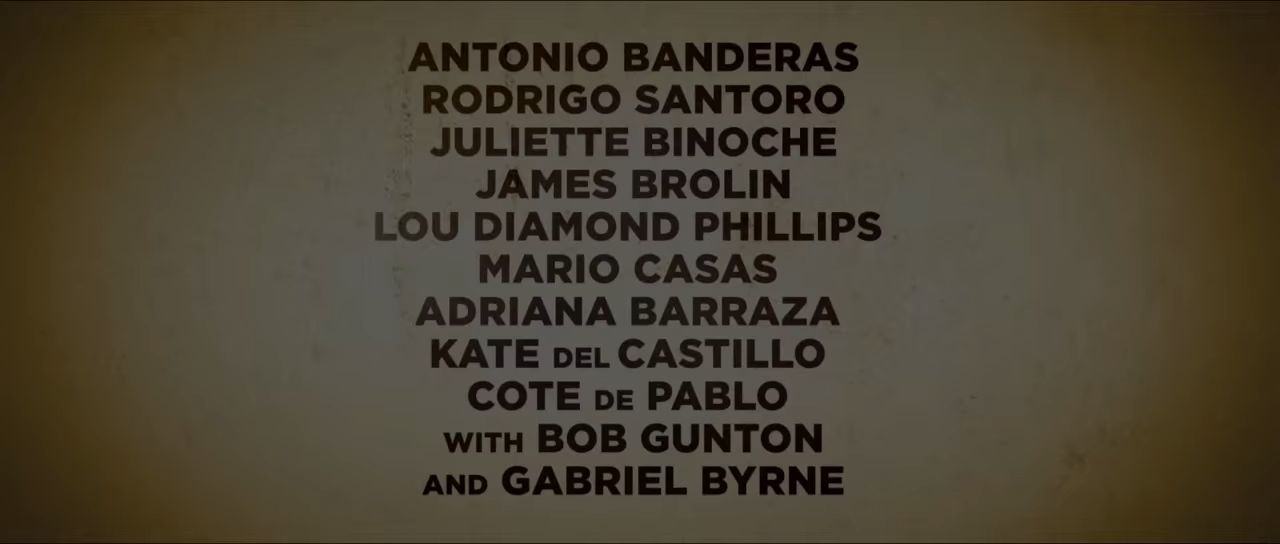 ANTONIO BANDERAS
RODRIGO SANTORO
JULIETTE BINOCHE
JAMES BROLIN
LOU DIAMOND PHILLIPS
MARIO CASAS
ADRIANA BARRAZA
KATE DEL CASTILLO
COTE DE PABLO
WITH BOB GUNTON
AND GABRIEL BYRNE